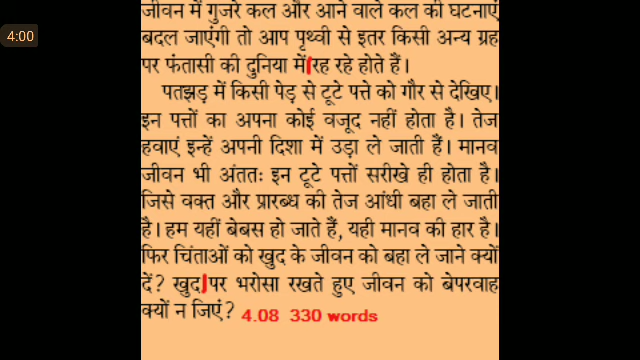 4:00
जीवन में गुजरे कल और आने वाले कल की घटनाएं
बदल जाएंगी तो आप पृथ्वी से इतर किसी अन्य ग्रह
पर फंतासी की दुनिया में रह रहे होते हैं।
पतझड़ में किसी पेड़ से टूटे पत्ते को गौर से देखिए।
इन पत्तों का अपना कोई वजूद नहीं होता है। तेज
हवाएं इन्हें अपनी दिशा में उड़ा ले जाती हैं। मानव
जीवन भी अंततः इन टूटे पत्तों सरीखे ही होता है।
जिसे वक्त और प्रारब्ध की तेज आंधी बहा ले जाती
है। हम यहीं बेबस हो जाते हैं, यही मानव की हार है।
फिर चिंताओं को खुद के जीवन को बहा ले जाने क्यों
दें? खुद पर भरोसा रखते हुए जीवन को बेपरवाह
क्यों न जिएं? 4.08 330 words